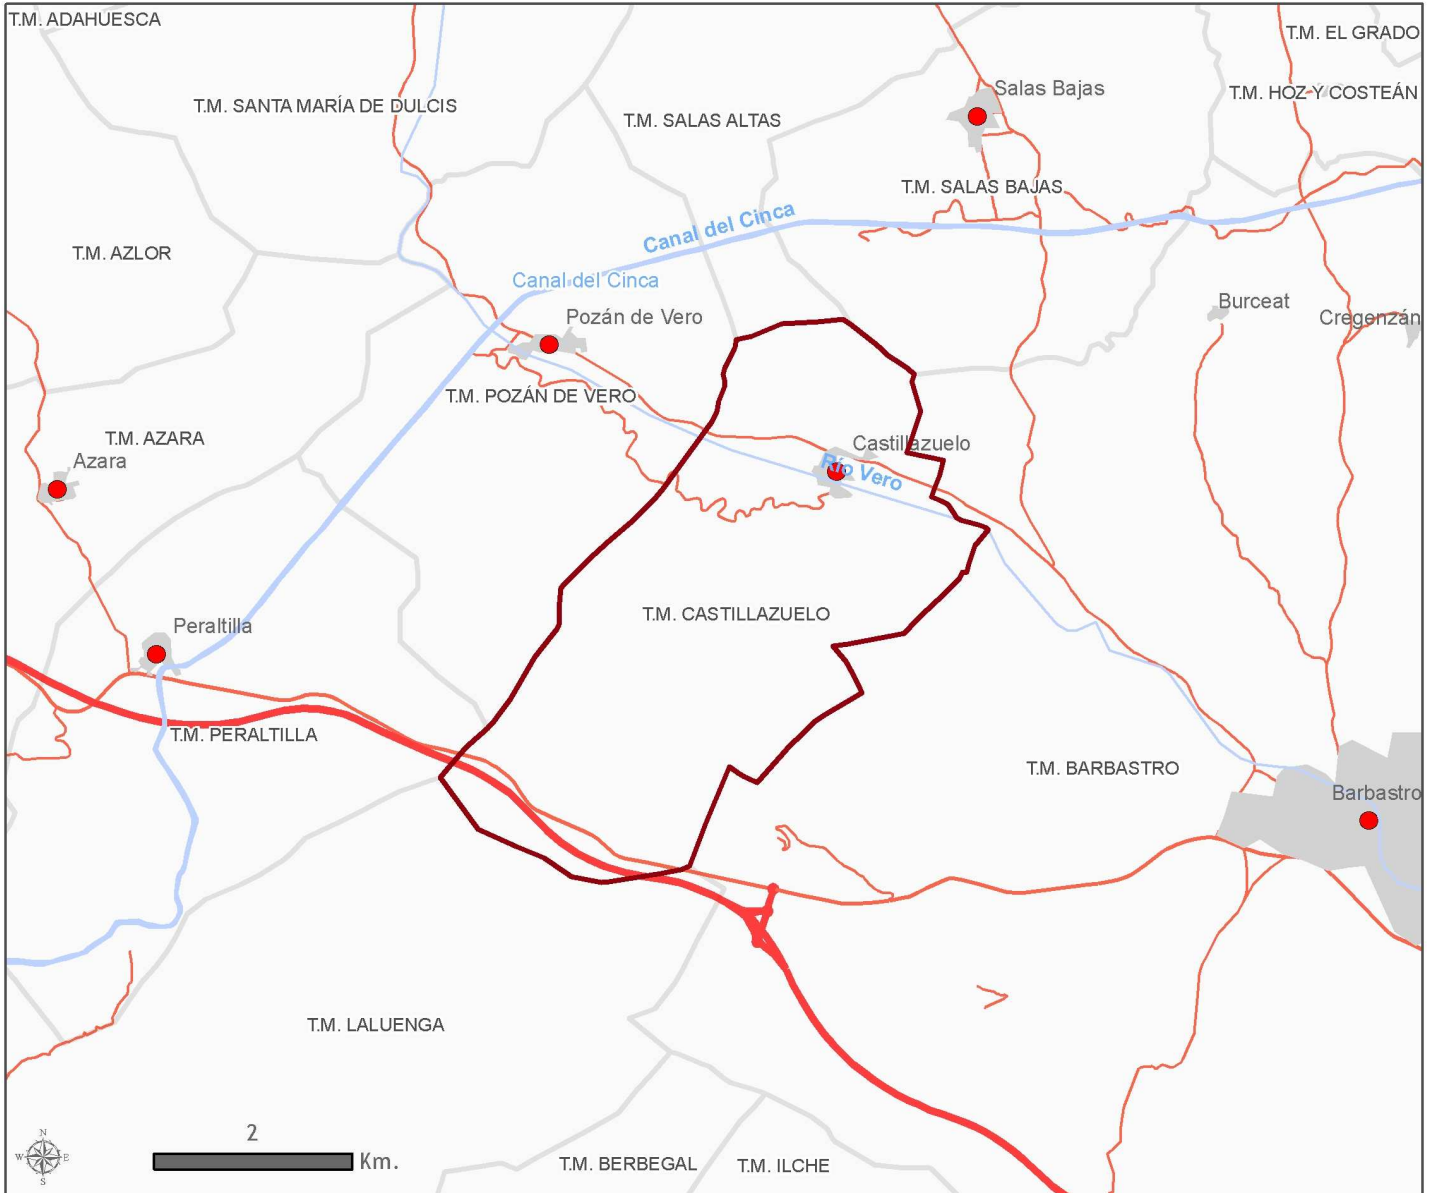 T.M. ADAHUESCA
T.M. EL GRADO
Salas Bajas
T.M. HOZ Y COSTEÁN
T.M. SANTA MARÍA DE DULCIS
T.M. SALAS ALTAS
T.M. SALAS BAJAS
Canal del Cinca
T.M. AZLOR
Canal del Cinca
Burceat
Pozán de Vero
Cregenzán
T.M. POZÁN DE VERO
T.M. AZARA
Castillazuelo
Azara
Río Vero
T.M. CASTILLAZUELO
Peraltilla
T.M. PERALTILLA
T.M. BARBASTRO
Barbastro
T.M. LALUENGA
N
W E
S
2
Km.
T.M. BERBEGAL
T.M. ILCHE